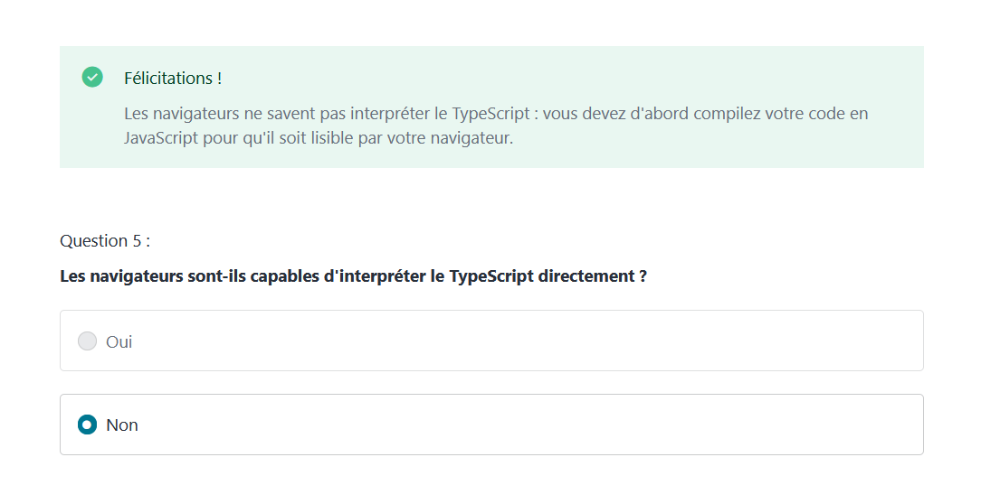 Félicitations !
Les navigateurs ne savent pas interpréter le TypeScript : vous devez d'abord compilez votre code en
JavaScript pour qu'il soit lisible par votre navigateur.
Question 5 :
Les navigateurs sont-ils capables d'interpréter le TypeScript directement ?
Oui
Non